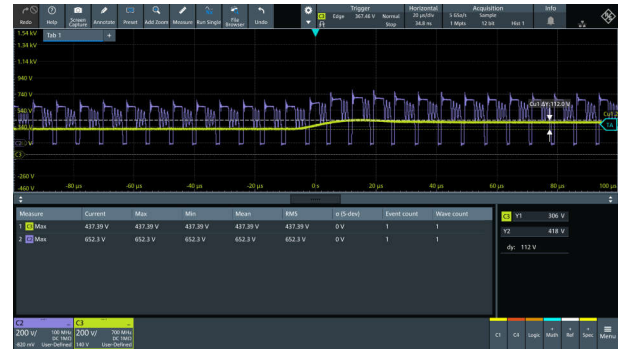 Redo
Help
Screen Capture
Annotate
Preset
Add Zoom
Measure
Run Single
File Browser
Undo
Trigger
C3 Edge 367.46 V Normal
Stop
Horizontal
20 µs/div
34.8 ns
Acquisition
5 GSa/s Sample
1 Mpts 12 bit Hist 1
Info
1.54 kV
Tab 1
+
1.34 kV
1.14 kV
940 V
740 V
540 V
Cu1 ΔY:112.0 V
TA
C3
-260 V
-460 V
-80 µs
-60 µs
-40 µs
-20 µs
0 s
20 µs
40 µs
60 µs
80 µs
100 µs
Measure Current Max Min Mean RMS σ (S-dev) Event count Wave count
1 C3 Max 437.39 V 437.39 V 437.39 V 437.39 V 437.39 V 0 V 1 1
2 C2 Max 652.3 V 652.3 V 652.3 V 652.3 V 652.3 V 0 V 1 1
C3 Y1 306 V
Y2 418 V
dy: 112 V
C2
200 V/ 100 MHz
DC 1MΩ
-820 mV User-Defined
C3
200 V/ 700 MHz
DC 1MΩ
140 V User-Defined
C1
C4
Logic
Math
Ref
Spec
Menu